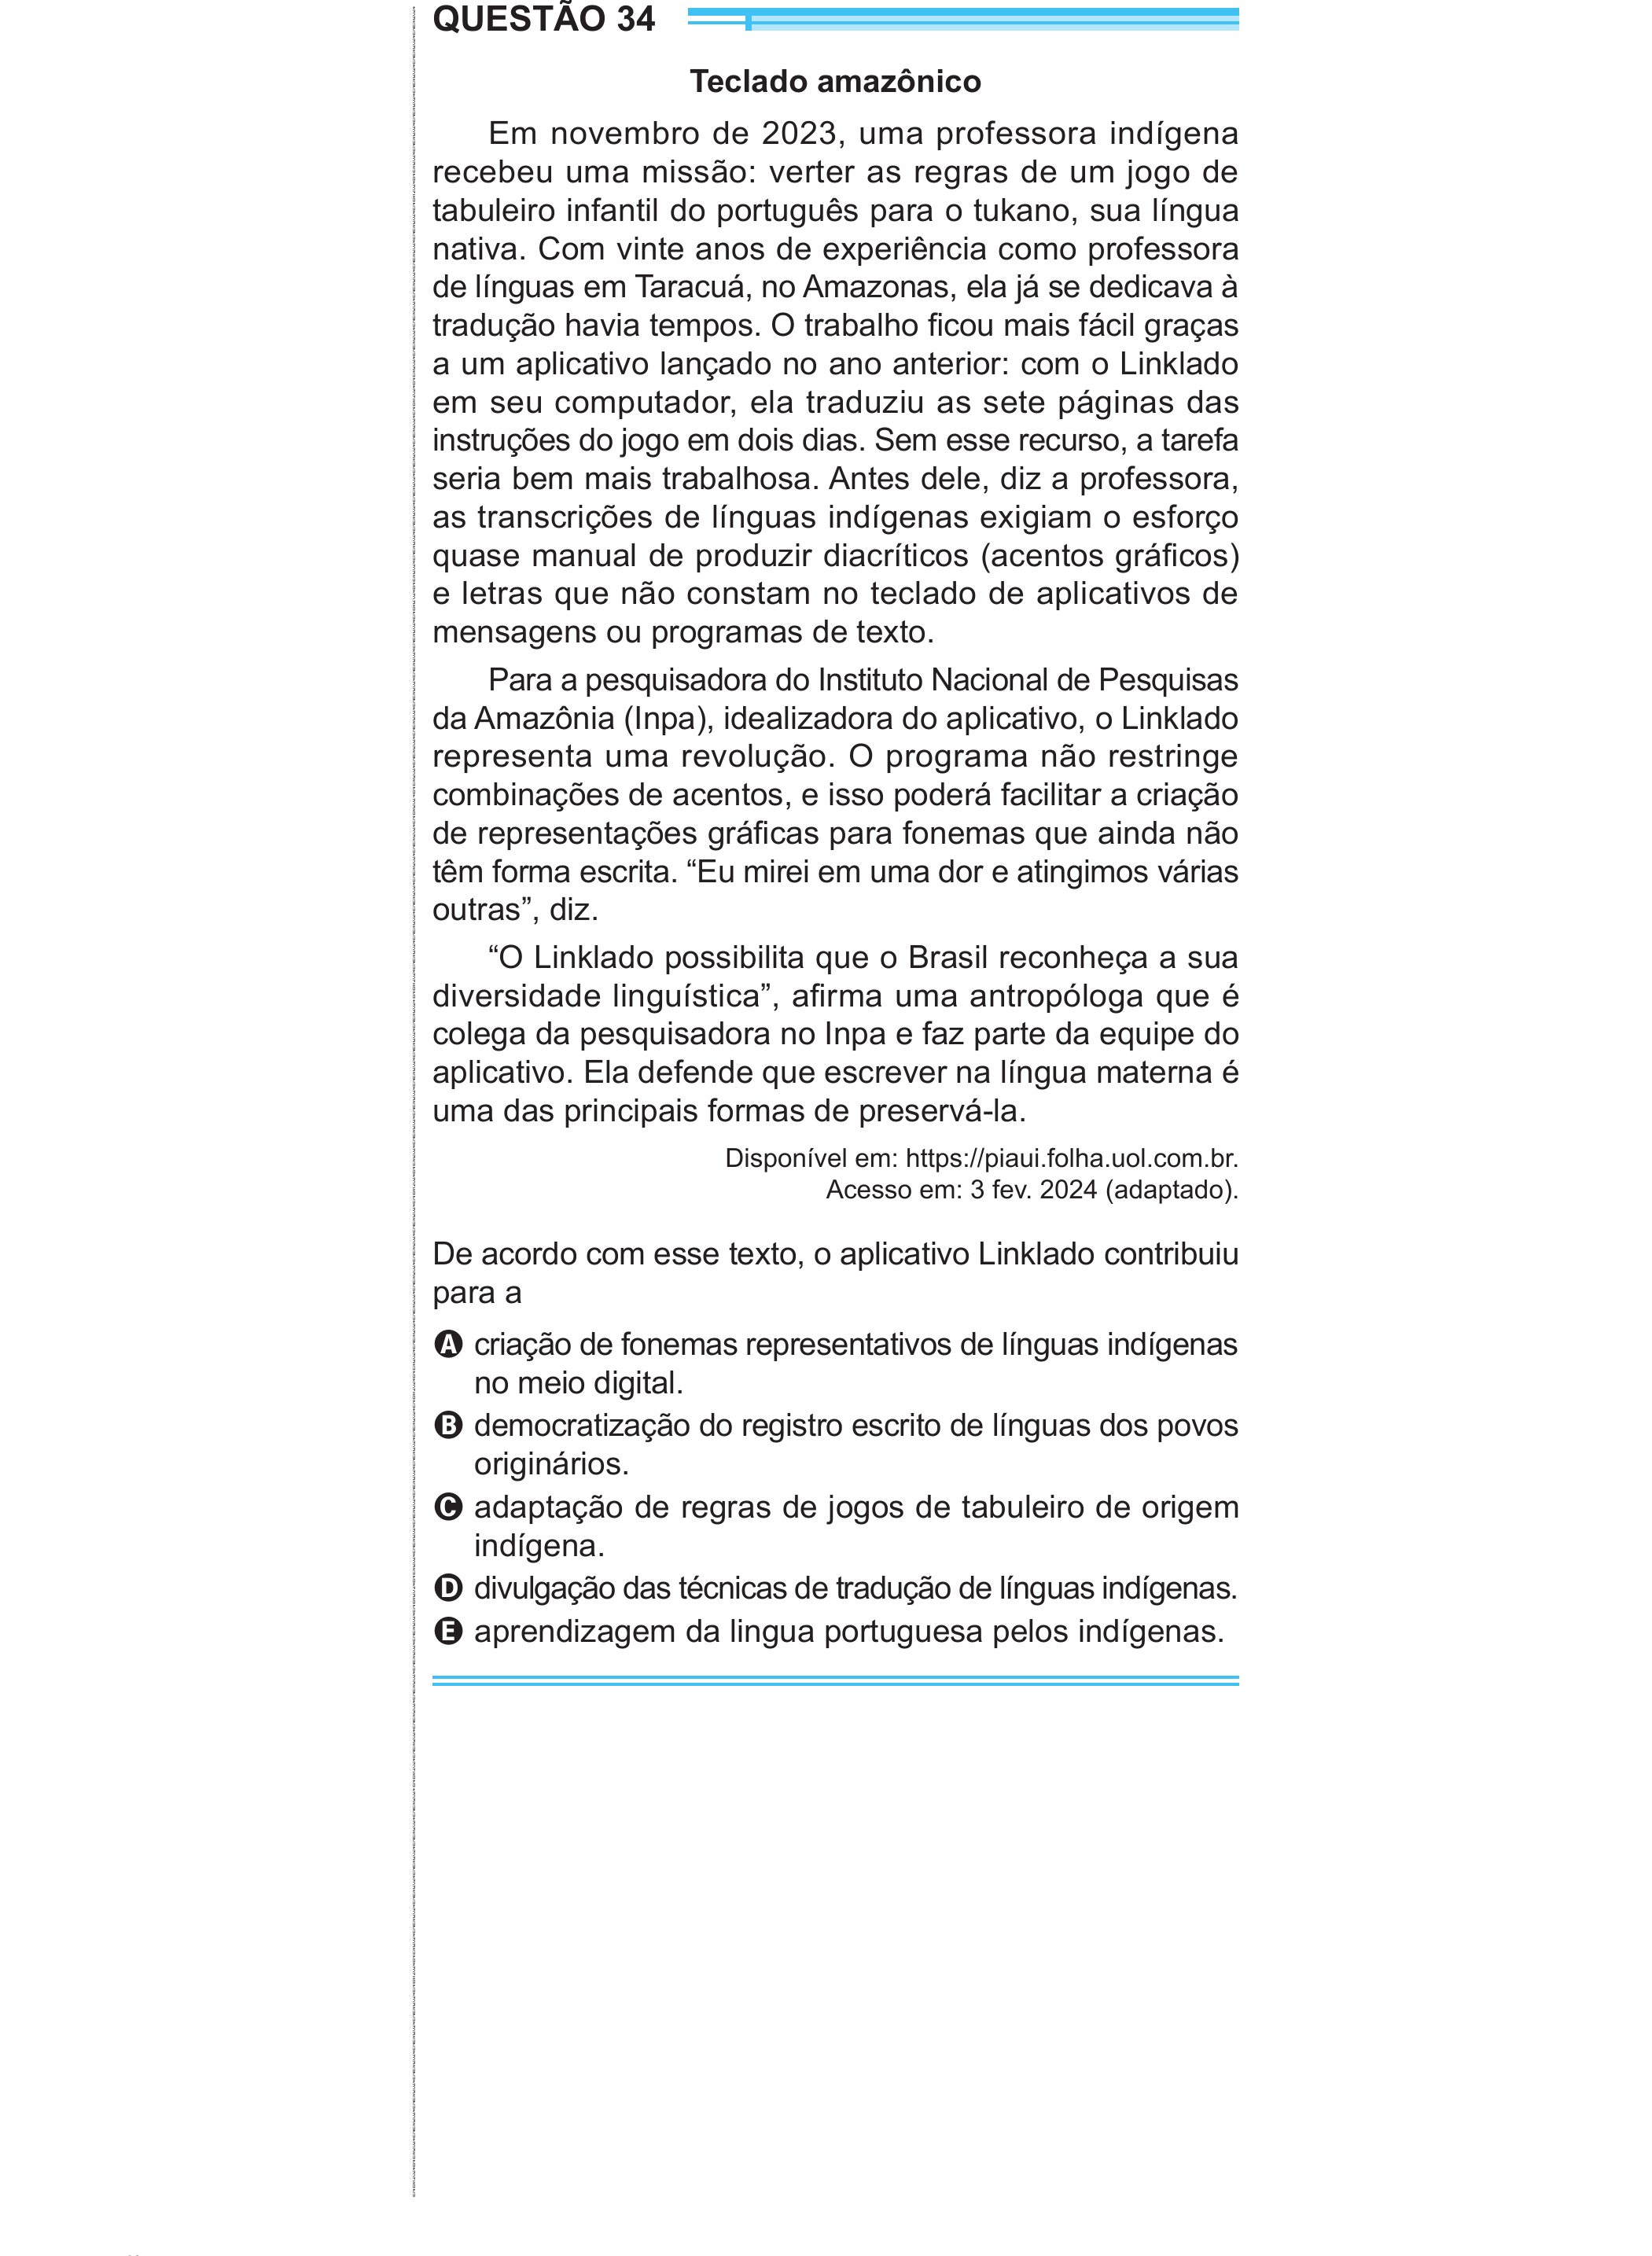 QUESTÃO 34
Teclado amazônico
Em novembro de 2023, uma professora indígena
recebeu uma missão: verter as regras de um jogo de
tabuleiro infantil do português para o tukano, sua língua
nativa. Com vinte anos de experiência como professora
de línguas em Taracuá, no Amazonas, ela já se dedicava à
tradução havia tempos. O trabalho ficou mais fácil graças
a um aplicativo lançado no ano anterior: com o Linklado
em seu computador, ela traduziu as sete páginas das
instruções do jogo em dois dias. Sem esse recurso, a tarefa
seria bem mais trabalhosa. Antes dele, diz a professora,
as transcrições de línguas indígenas exigiam o esforço
quase manual de produzir diacríticos (acentos gráficos)
e letras que não constam no teclado de aplicativos de
mensagens ou programas de texto.
Para a pesquisadora do Instituto Nacional de Pesquisas
da Amazônia (Inpa), idealizadora do aplicativo, o Linklado
representa uma revolução. O programa não restringe
combinações de acentos, e isso poderá facilitar a criação
de representações gráficas para fonemas que ainda não
têm forma escrita. “Eu mirei em uma dor e atingimos várias
outras”, diz.
“O Linklado possibilita que o Brasil reconheça a sua
diversidade linguística”, afirma uma antropóloga que é
colega da pesquisadora no Inpa e faz parte da equipe do
aplicativo. Ela defende que escrever na língua materna é
uma das principais formas de preservá-la.
Disponível em: https://piaui.folha.uol.com.br.
Acesso em: 3 fev. 2024 (adaptado).
De acordo com esse texto, o aplicativo Linklado contribuiu
para a
A criação de fonemas representativos de línguas indígenas
no meio digital.
B democratização do registro escrito de línguas dos povos
originários.
C adaptação de regras de jogos de tabuleiro de origem
indígena.
D divulgação das técnicas de tradução de línguas indígenas.
E aprendizagem da lingua portuguesa pelos indígenas.